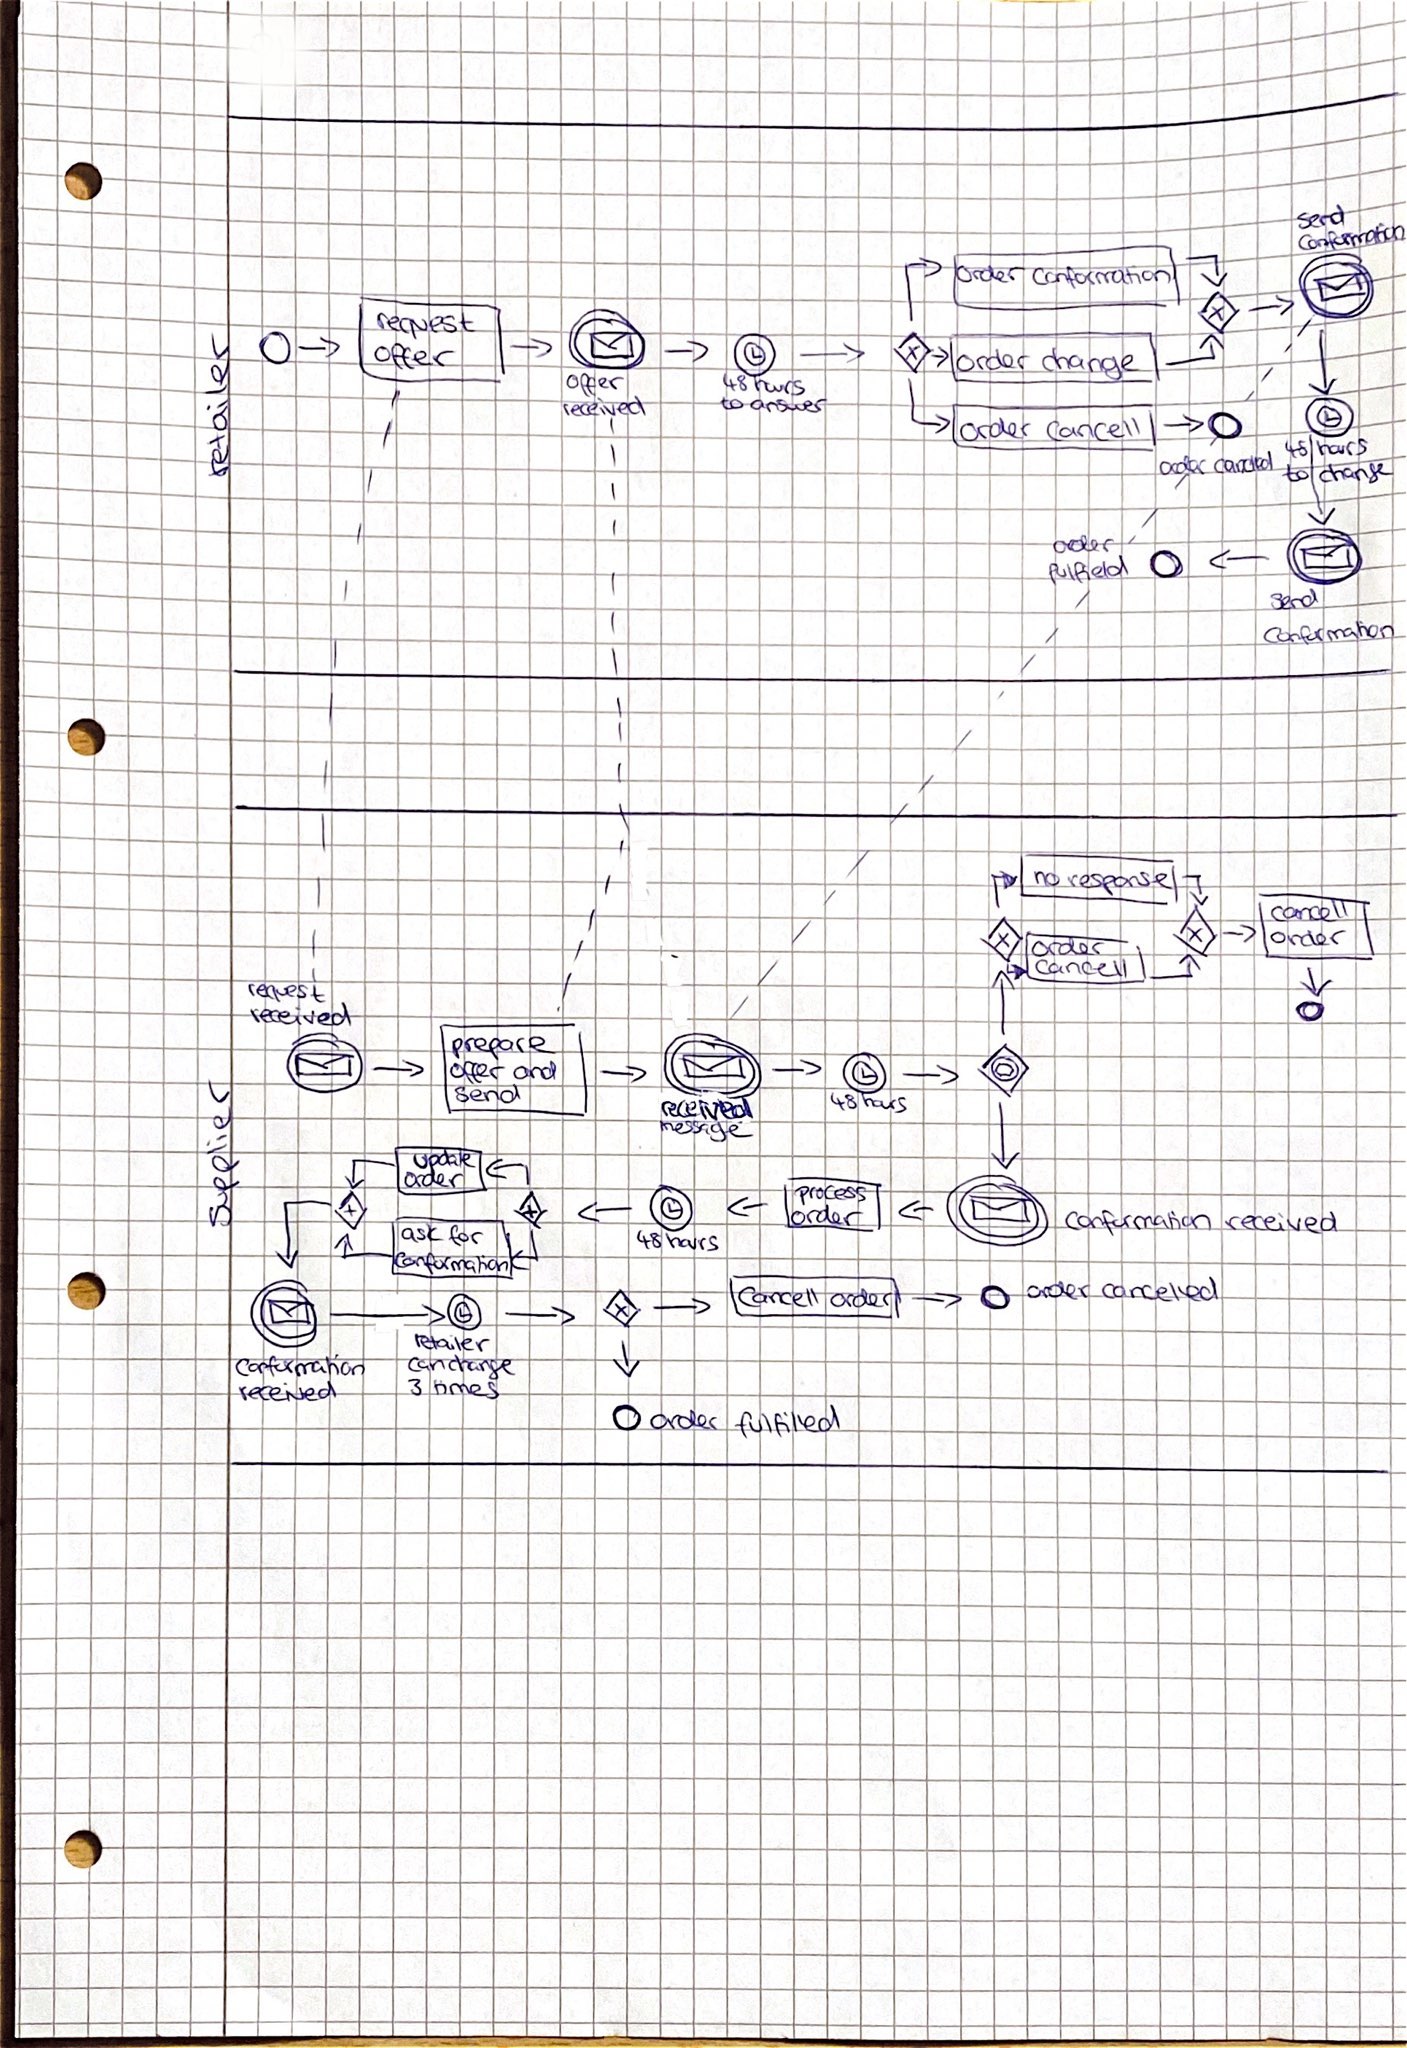 retailer
request
offer
offer
received
48 hours
to answer
order conformation
order change
order cancell
order canceled
send
conformation
48 hours
to change
send
conformation
order
fulfield
supplier
request
received
prepare
offer and
send
received
message
48 hours
no response
order
cancell
cancell
order
conformation received
process
order
48 hours
update
order
ask for
conformation
conformation
received
retailer
can change
3 times
cancell order
order cancelled
order fulfilled